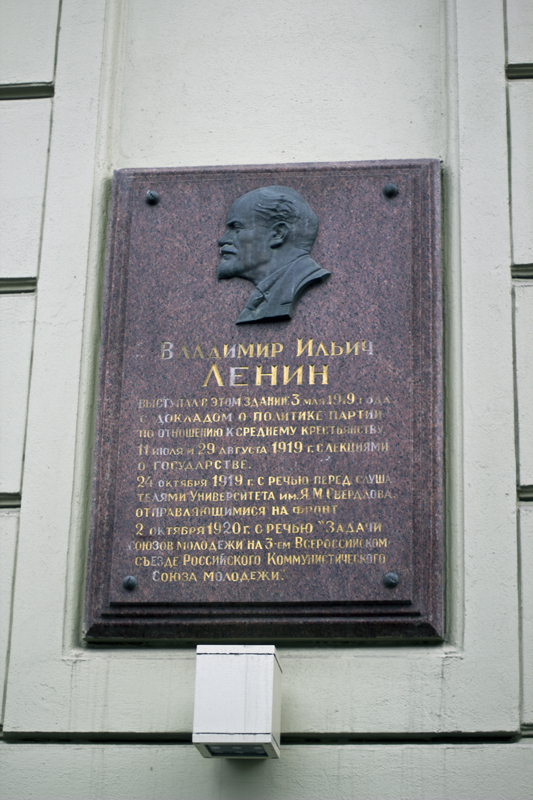 Владимир Ильич
ЛЕНИН
выступал в этом здании: 3 мая 1919 года
с докладом о политике партии
по отношению к среднему крестьянству.
11 июля и 29 августа 1919 г. с лекциями
о государстве.
24 октября 1919 г. с речью перед слуша-
телями Университета им. Я.М Свердлова,
отправляющимися на фронт
2 октября 1920 г. с речью "Задачи
союзов молодежи" на 3-ем Всероссийском
съезде Российского Коммунистического
Союза молодежи.